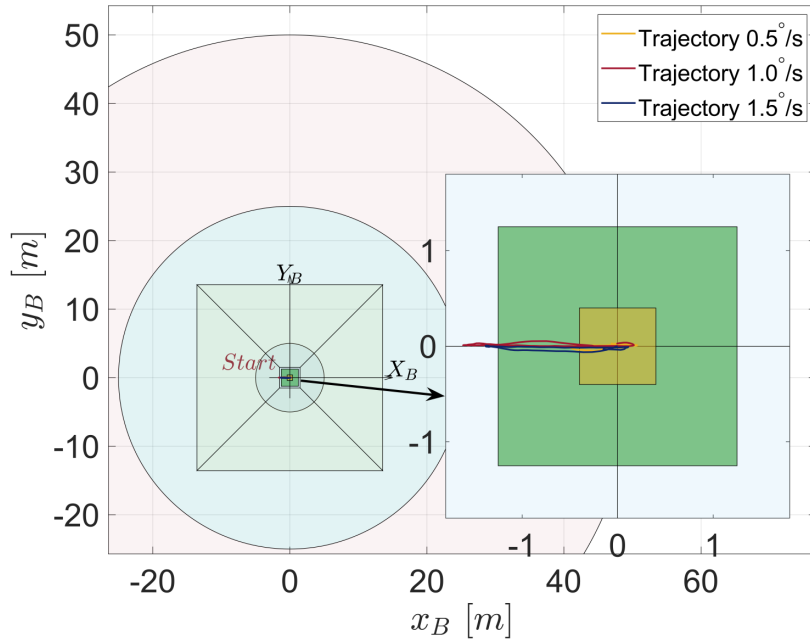 Trajectory 0.5°/s
Trajectory 1.0°/s
Trajectory 1.5°/s
50
40
30
20
10
0
-10
-20
y_B [m]
Y_B
Start
X_B
1
0
-1
-1 0 1
-20 0 20 40 60
x_B [m]